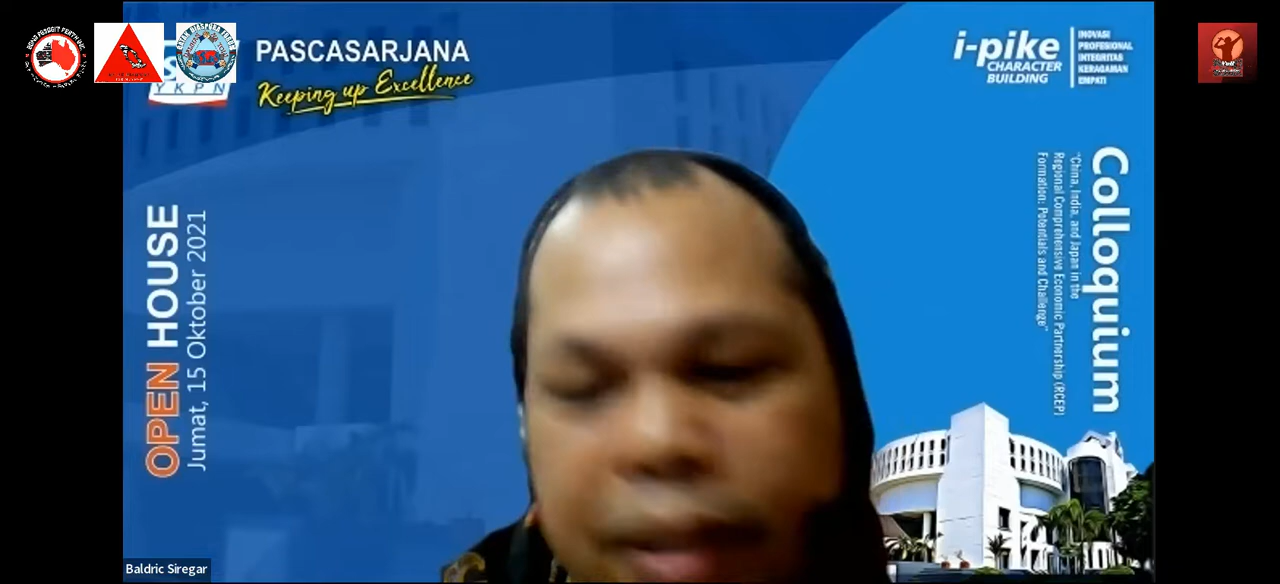 PASCASARJANA
Keeping up Excellence
YKPN
i-pike
CHARACTER
BUILDING
INOVASI
PROFESIONAL
INTEGRITAS
KERAGAMAN
EMPATI
OPEN HOUSE
Jumat, 15 Oktober 2021
Colloquium
"China, India, and Japan in the
Regional Comprehensive Economic Partnership (RCEP)
Formation: Potentials and Challenge"
Baldric Siregar